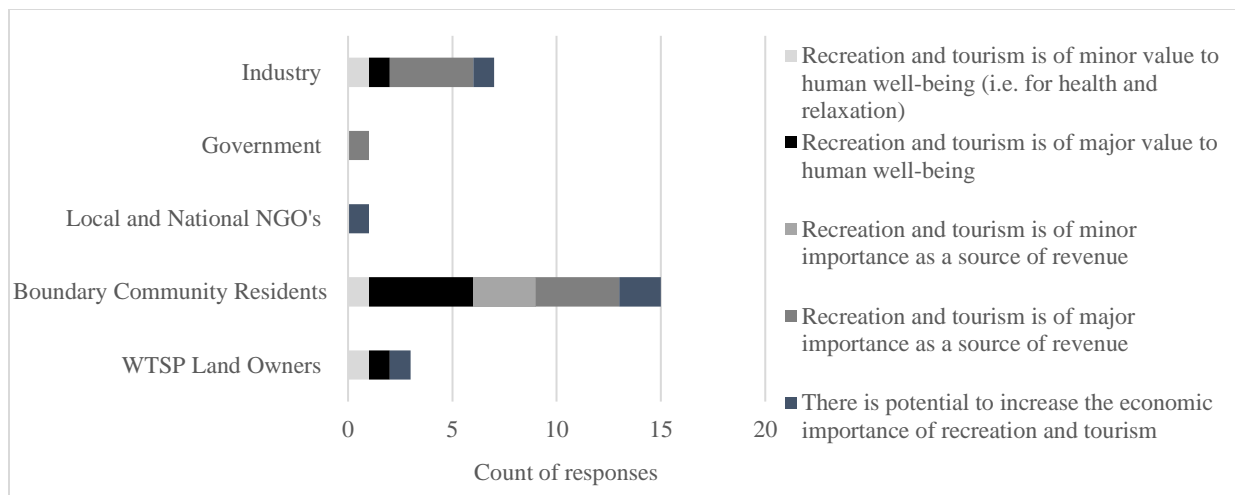 Industry
Government
Local and National NGO's
Boundary Community Residents
WTSP Land Owners
0
5
10
15
20
Count of responses
Recreation and tourism is of minor value to
human well-being (i.e. for health and
relaxation)
Recreation and tourism is of major value to
human well-being
Recreation and tourism is of minor
importance as a source of revenue
Recreation and tourism is of major
importance as a source of revenue
There is potential to increase the economic
importance of recreation and tourism